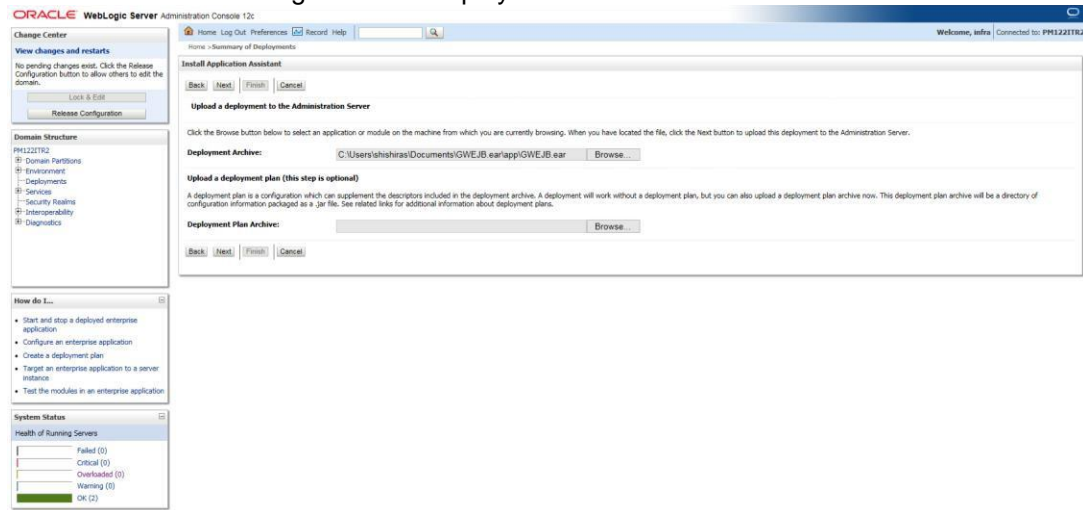 ORACLE WebLogic Server Administration Console 12c
Change Center
View changes and restarts
No pending changes exist. Click the Release
Configuration button to allow others to edit the
domain.
Lock & Edit
Release Configuration
Domain Structure
PM122ITR2
Domain Partitions
Environment
Deployments
Services
Security Realms
Interoperability
Diagnostics
How do I...
Start and stop a deployed enterprise
application
Configure an enterprise application
Create a deployment plan
Target an enterprise application to a server
instance
Test the modules in an enterprise application
System Status
Health of Running Servers
Failed (0)
Critical (0)
Overloaded (0)
Warning (0)
OK (2)
Home Log Out Preferences Record Help
Welcome, infra Connected to: PM122ITR2
Home >Summary of Deployments
Install Application Assistant
Back Next Finish Cancel
Upload a deployment to the Administration Server
Click the Browse button below to select an application or module on the machine from which you are currently browsing. When you have located the file, click the Next button to upload this deployment to the Administration Server.
Deployment Archive: C:\Users\shishiras\Documents\GWEJB.ear\app\GWEJB.ear Browse...
Upload a deployment plan (this step is optional)
A deployment plan is a configuration which can supplement the descriptors included in the deployment archive. A deployment will work without a deployment plan, but you can also upload a deployment plan archive now. This deployment plan archive will be a directory of
configuration information packaged as a .jar file. See related links for additional information about deployment plans.
Deployment Plan Archive: Browse...
Back Next Finish Cancel